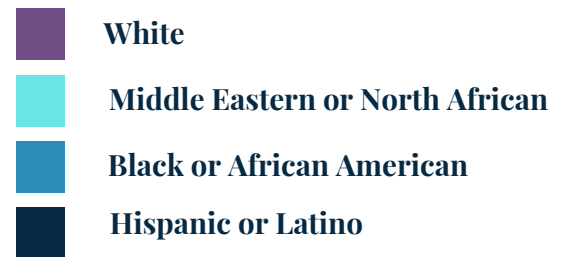 White
Middle Eastern or North African
Black or African American
Hispanic or Latino